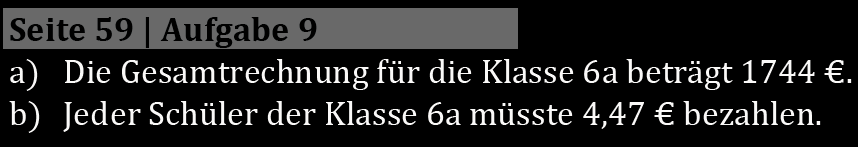 Seite 59 | Aufgabe 9
a) Die Gesamtrechnung für die Klasse 6a beträgt 1744 €.
b) Jeder Schüler der Klasse 6a müsste 4,47 € bezahlen.